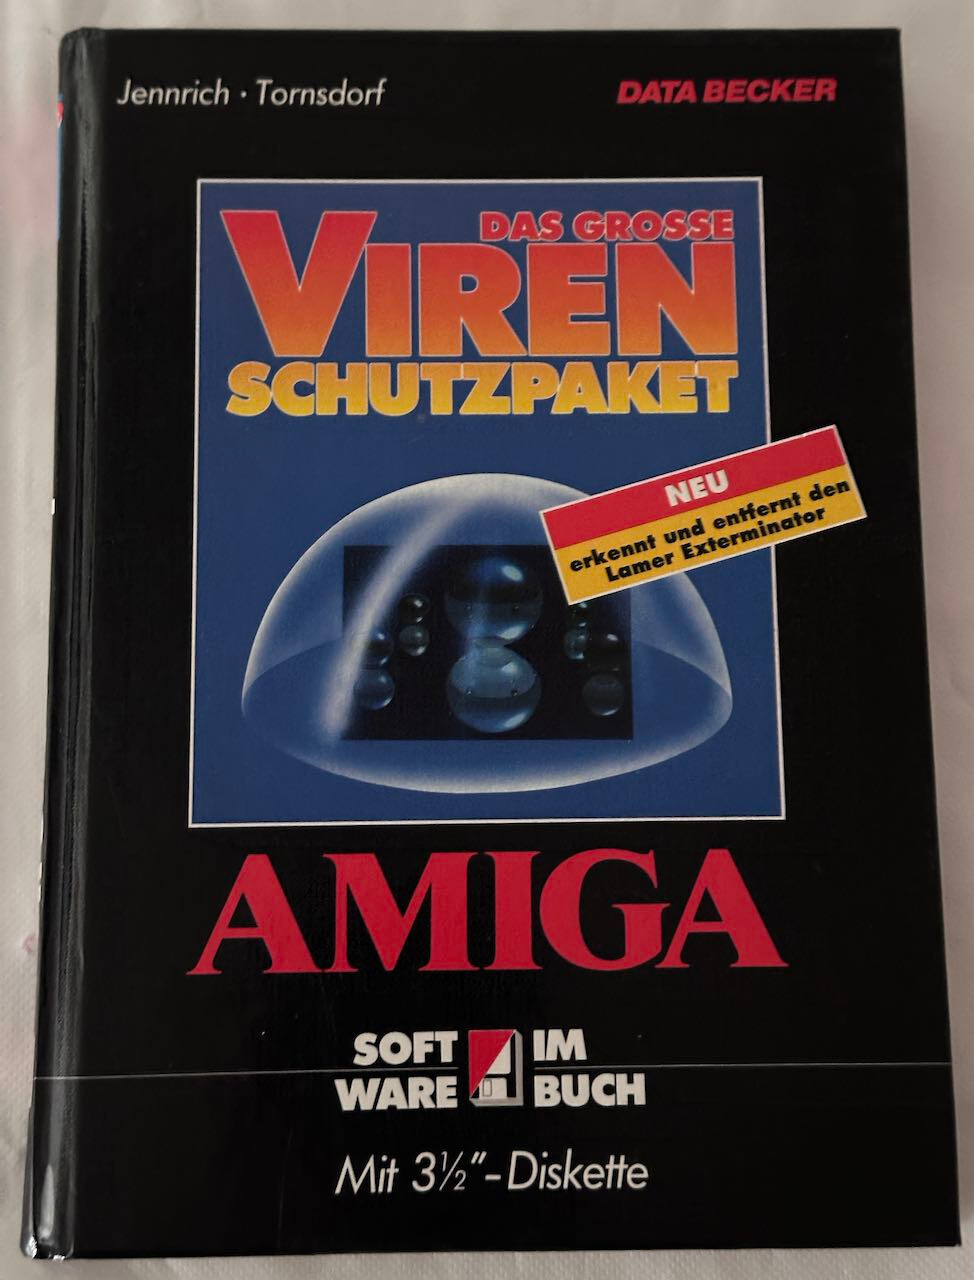 Jennrich · Tornsdorf
DATA BECKER
DAS GROSSE
VIREN
SCHUTZPAKET
NEU
erkennt und entfernt den
Lamer Exterminator
AMIGA
SOFT IM
WARE BUCH
Mit 3½"-Diskette